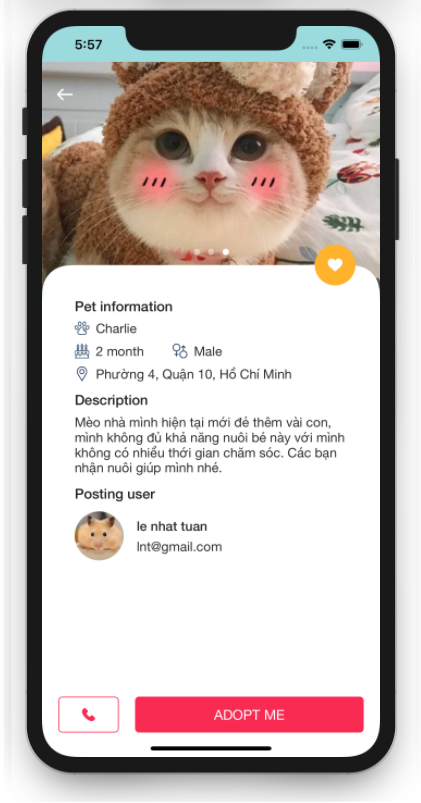 5:57
Pet information
Charlie
2 month
Male
Phường 4, Quận 10, Hồ Chí Minh
Description
Mèo nhà mình hiện tại mới đẻ thêm vài con,
mình không đủ khả năng nuôi bé này với mình
không có nhiều thới gian chăm sóc. Các bạn
nhận nuôi giúp mình nhé.
Posting user
le nhat tuan
lnt@gmail.com
ADOPT ME